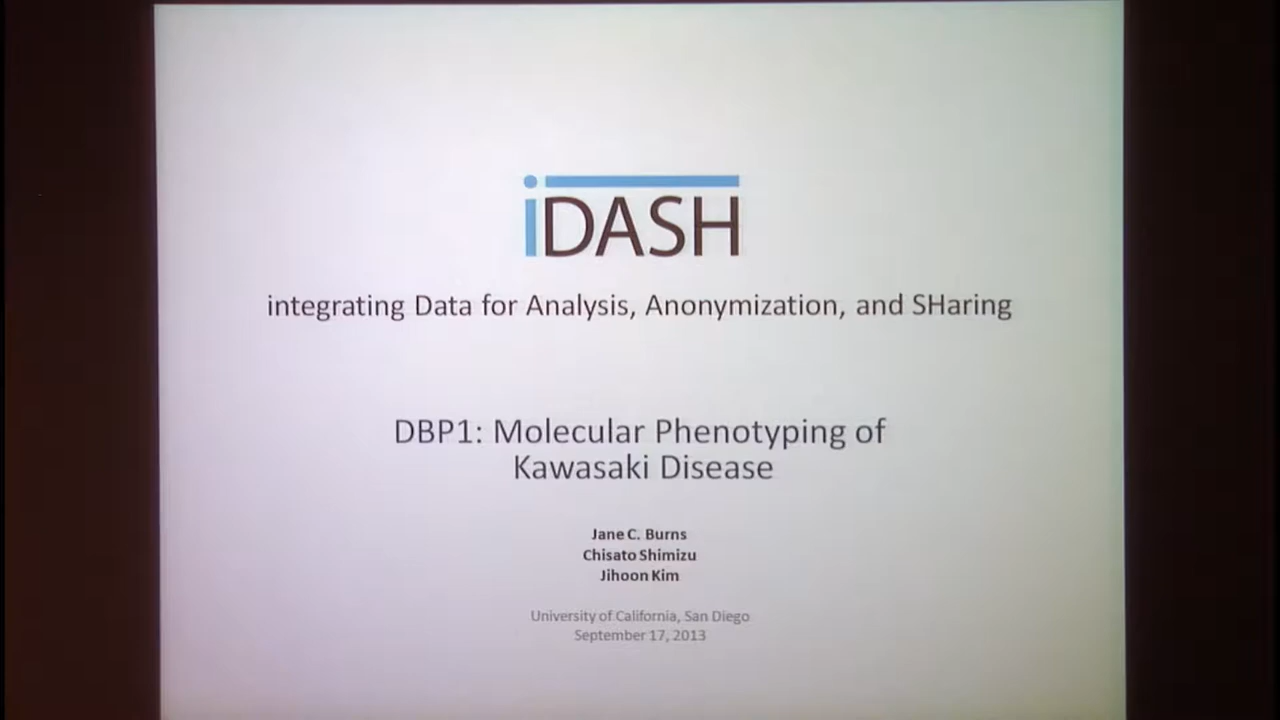 iDASH
integrating Data for Analysis, Anonymization, and SHaring
DBP1: Molecular Phenotyping of
Kawasaki Disease
Jane C. Burns
Chisato Shimizu
Jihoon Kim
University of California, San Diego
September 17, 2013